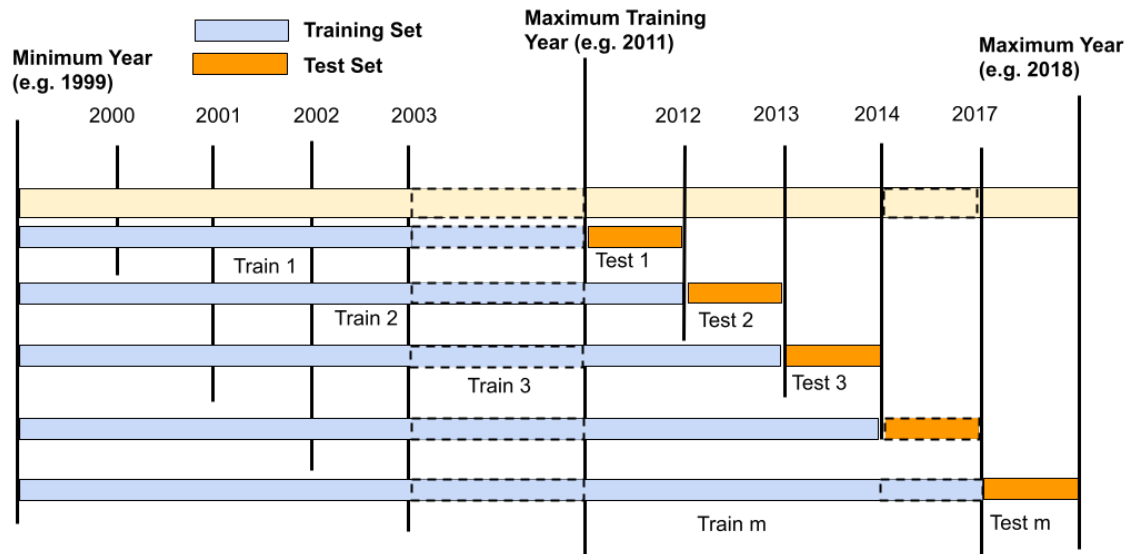 Training Set
Test Set
Minimum Year
(e.g. 1999)
Maximum Training
Year (e.g. 2011)
Maximum Year
(e.g. 2018)
2000
2001
2002
2003
2012
2013
2014
2017
Train 1
Test 1
Train 2
Test 2
Train 3
Test 3
Train m
Test m